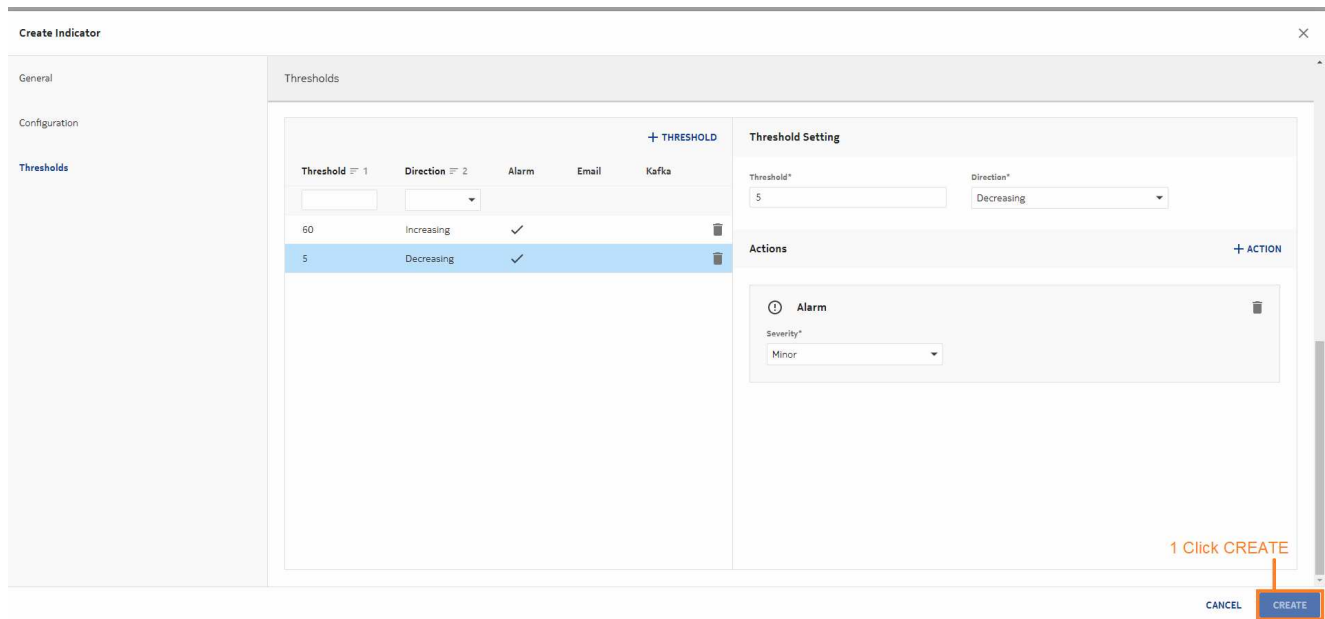 Create Indicator
General
Configuration
Thresholds
Thresholds
+ THRESHOLD
Threshold 1 Direction 2 Alarm Email Kafka
60 Increasing
5 Decreasing
Threshold Setting
Threshold* Direction*
5 Decreasing
Actions + ACTION
Alarm
Severity*
Minor
1 Click CREATE
CANCEL CREATE